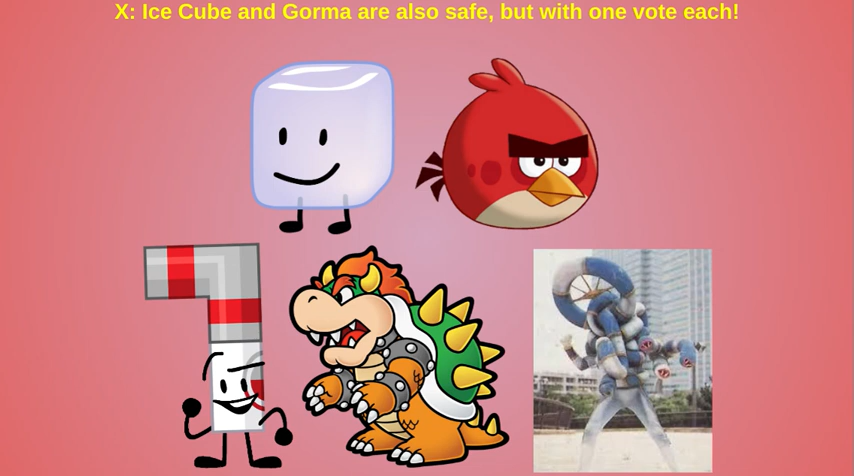 X: Ice Cube and Gorma are also safe, but with one vote each!